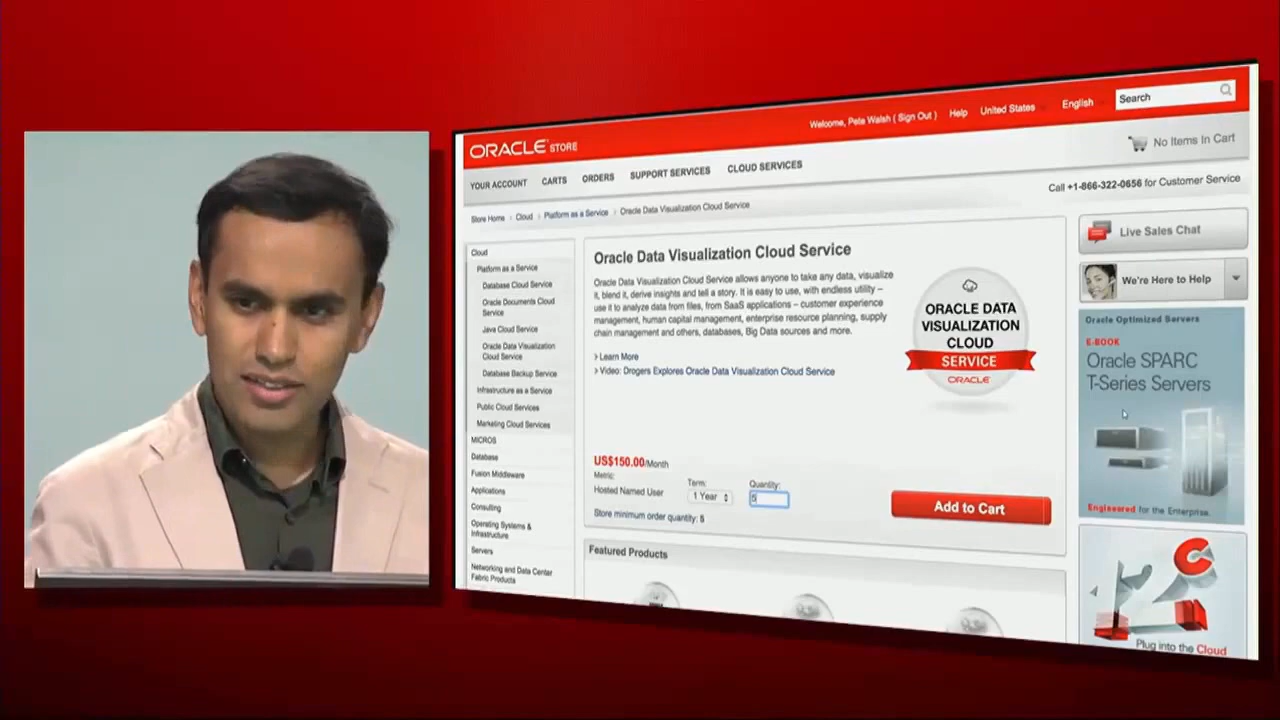 Welcome, Pete Walsh ( Sign Out ) Help United States English Search
ORACLE STORE
No Items In Cart
YOUR ACCOUNT CARTS ORDERS SUPPORT SERVICES CLOUD SERVICES
Call +1-866-322-0656 for Customer Service
Store Home › Cloud › Platform as a Service › Oracle Data Visualization Cloud Service
Cloud
Platform as a Service
Database Cloud Service
Oracle Documents Cloud
Service
Java Cloud Service
Oracle Data Visualization
Cloud Service
Database Backup Service
Infrastructure as a Service
Public Cloud Services
Marketing Cloud Services
MICROS
Database
Fusion Middleware
Applications
Consulting
Operating Systems &
Infrastructure
Servers
Networking and Data Center
Fabric Products
Oracle Data Visualization Cloud Service
Oracle Data Visualization Cloud Service allows anyone to take any data, visualize
it, blend it, derive insights and tell a story. It is easy to use, with endless utility –
use it to analyze data from files, from SaaS applications – customer experience
management, human capital management, enterprise resource planning, supply
chain management and others, databases, Big Data sources and more.
› Learn More
› Video: Drogers Explores Oracle Data Visualization Cloud Service
ORACLE DATA
VISUALIZATION
CLOUD
SERVICE
ORACLE
US$150.00/Month
Metric:
Hosted Named User
Term:
1 Year
Quantity:
5
Store minimum order quantity: 5
Add to Cart
Featured Products
Live Sales Chat
We're Here to Help
Oracle Optimized Servers
E-BOOK
Oracle SPARC
T-Series Servers
Engineered for the Enterprise.
12c
Plug into the Cloud